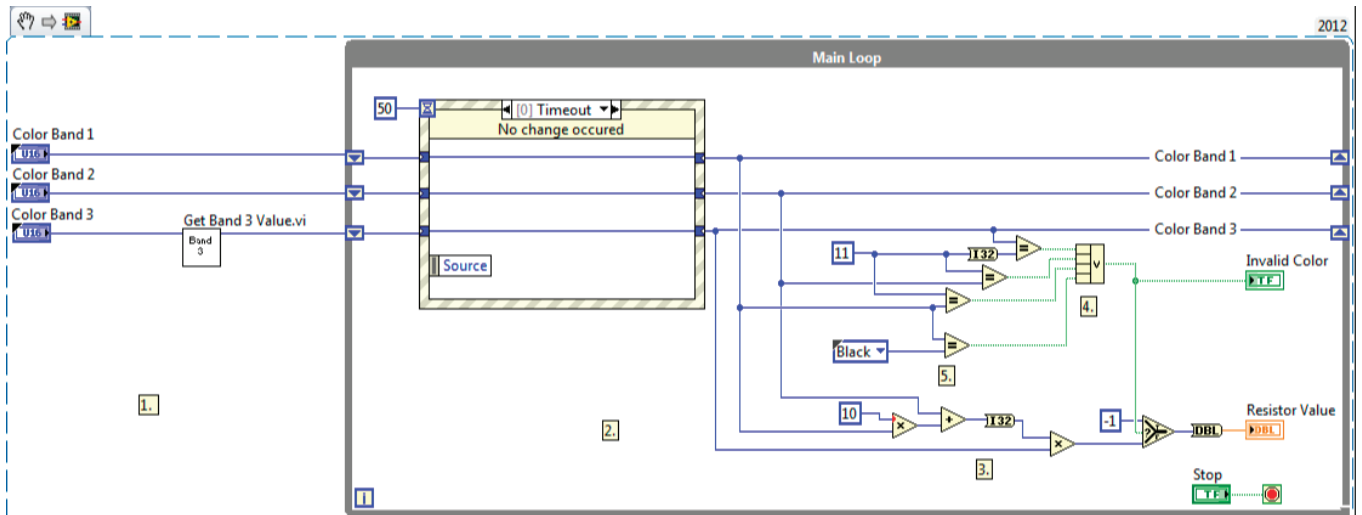 2012
Main Loop
50
[0] Timeout
No change occured
Color Band 1
U16
Color Band 2
U16
Color Band 3
U16
Get Band 3 Value.vi
Band
3
Source
Color Band 1
Color Band 2
Color Band 3
11
I32
=
=
=
=
v
4.
Black
5.
Invalid Color
TF
1.
2.
10
x
+
I32
x
3.
-1
?
DBL
Resistor Value
DBL
Stop
TF
i